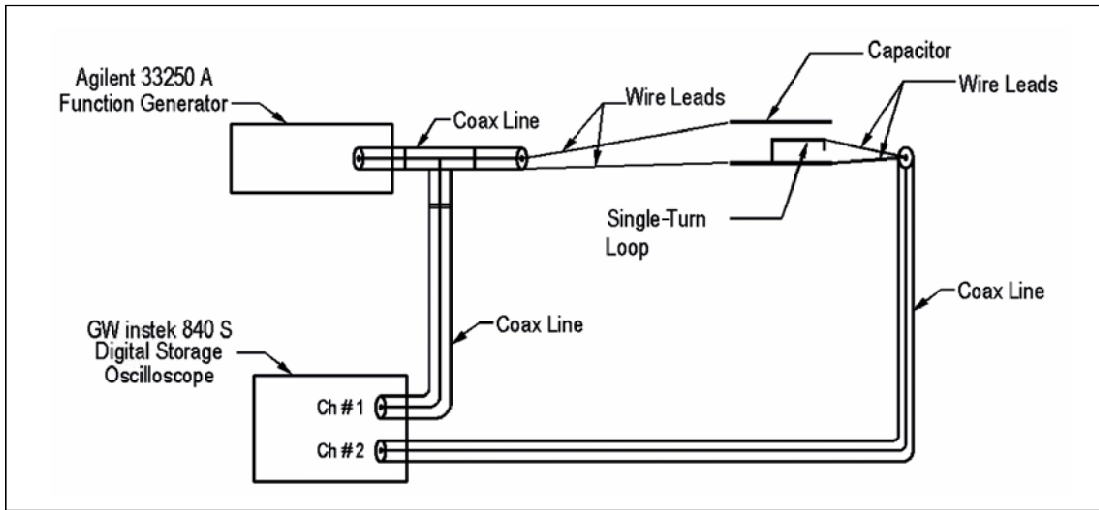 Agilent 33250 A
Function Generator
Coax Line
Wire Leads
Capacitor
Wire Leads
Single-Turn
Loop
Coax Line
Coax Line
GW instek 840 S
Digital Storage
Oscilloscope
Ch # 1
Ch # 2